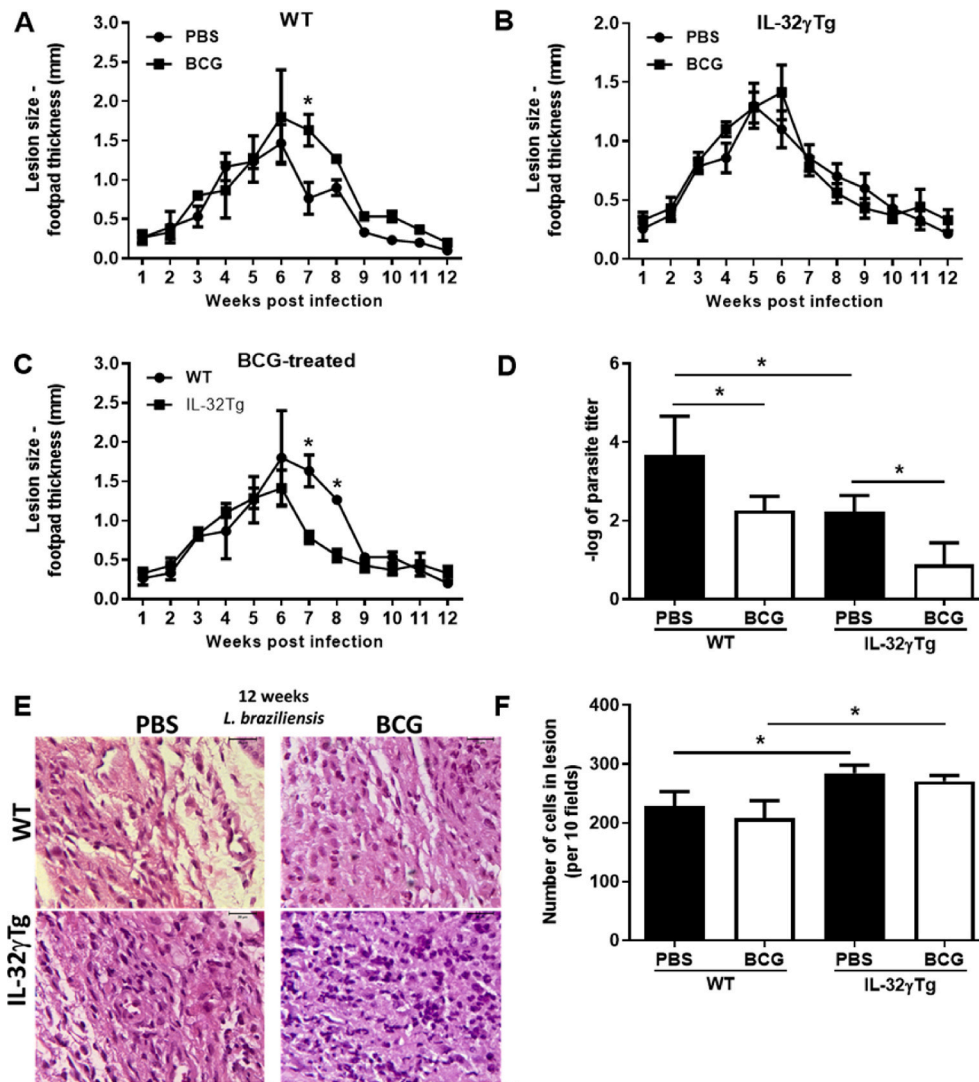 A
WT
3.0
2.5
2.0
1.5
1.0
0.5
0.0
PBS
BCG
*
Lesion size -
footpad thickness (mm)
1 2 3 4 5 6 7 8 9 10 11 12
Weeks post infection
B
IL-32γTg
2.0
1.5
1.0
0.5
0.0
PBS
BCG
Lesion size -
footpad thickness (mm)
1 2 3 4 5 6 7 8 9 10 11 12
Weeks post infection
C
BCG-treated
3.0
2.5
2.0
1.5
1.0
0.5
0.0
WT
IL-32Tg
*
*
Lesion size -
footpad thickness (mm)
1 2 3 4 5 6 7 8 9 10 11 12
Weeks post infection
D
6
4
2
0
-log of parasite titer
*
*
*
PBS BCG PBS BCG
WT IL-32γTg
E
12 weeks
L. braziliensis
PBS BCG
WT
IL-32γTg
F
400
300
200
100
0
Number of cells in lesion
(per 10 fields)
*
*
PBS BCG PBS BCG
WT IL-32γTg